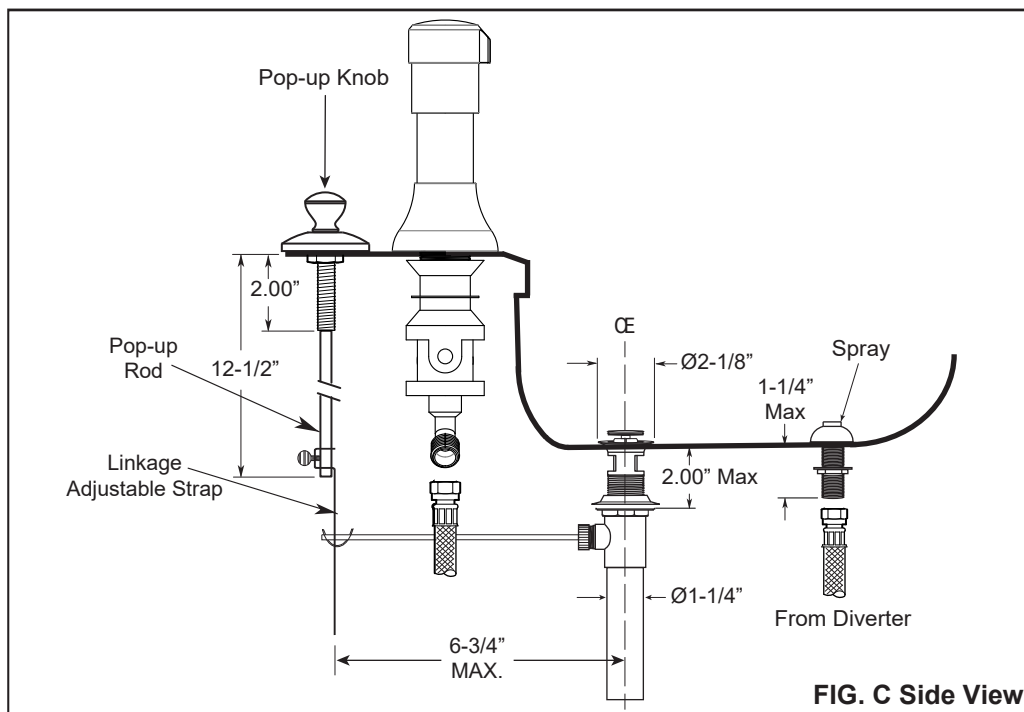 Pop-up Knob
2.00”
Pop-up
Rod
12-1/2”
Linkage
Adjustable Strap
Œ
Ø2-1/8”
Spray
1-1/4”
Max
2.00” Max
Ø1-1/4”
From Diverter
6-3/4”
MAX.
FIG. C Side View